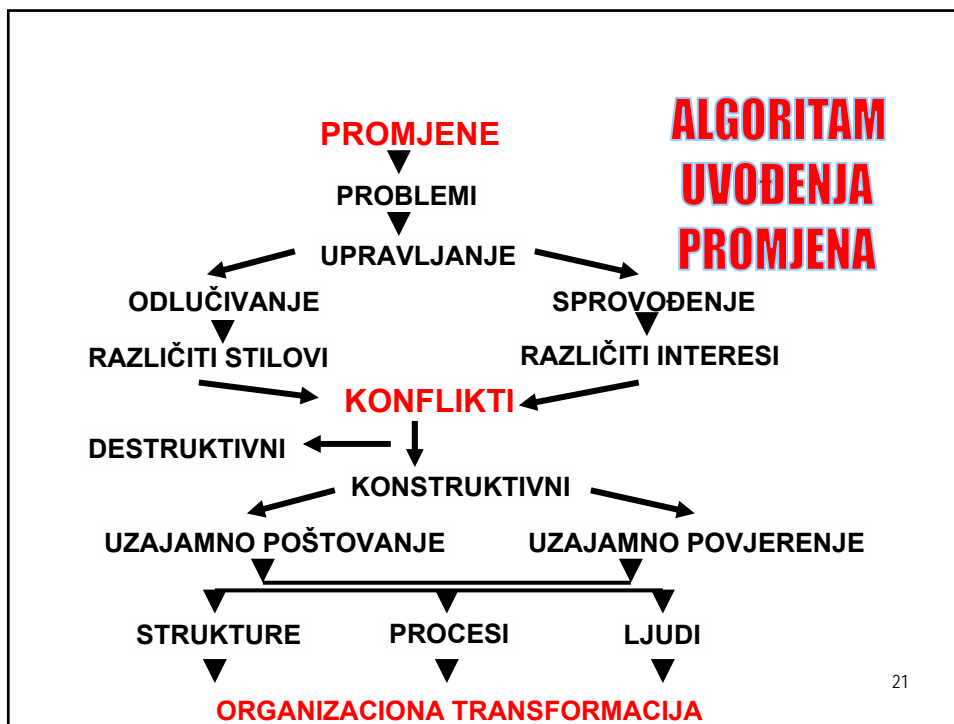 ALGORITAM
UVOĐENJA
PROMJENA
PROMJENE
PROBLEMI
UPRAVLJANJE
ODLUČIVANJE
SPROVOĐENJE
RAZLIČITI STILOVI
RAZLIČITI INTERESI
KONFLIKTI
DESTRUKTIVNI
KONSTRUKTIVNI
UZAJAMNO POŠTOVANJE
UZAJAMNO POVJERENJE
STRUKTURE
PROCESI
LJUDI
ORGANIZACIONA TRANSFORMACIJA
21